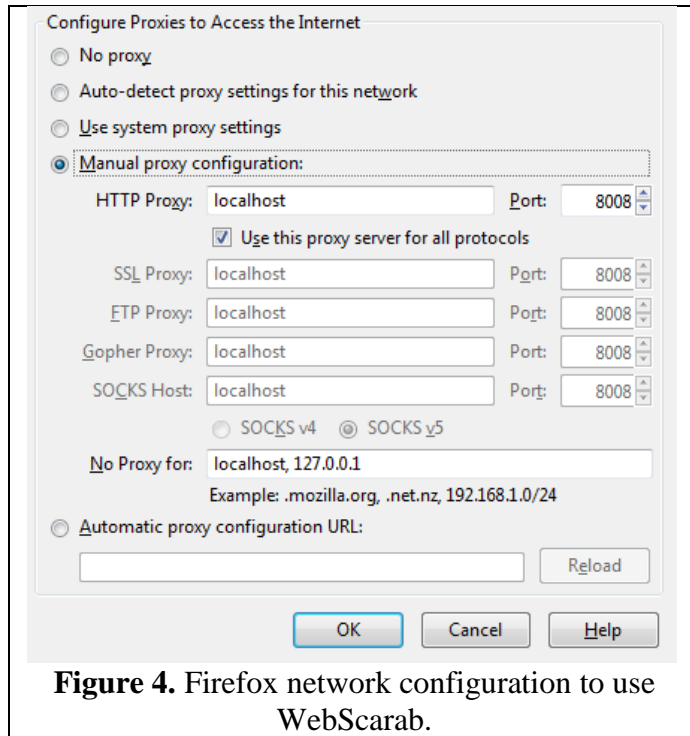 Configure Proxies to Access the Internet
No proxy
Auto-detect proxy settings for this network
Use system proxy settings
Manual proxy configuration:
HTTP Proxy: localhost Port: 8008
Use this proxy server for all protocols
SSL Proxy: localhost Port: 8008
FTP Proxy: localhost Port: 8008
Gopher Proxy: localhost Port: 8008
SOCKS Host: localhost Port: 8008
SOCKS v4 SOCKS v5
No Proxy for: localhost, 127.0.0.1
Example: .mozilla.org, .net.nz, 192.168.1.0/24
Automatic proxy configuration URL:
Reload
OK Cancel Help
Figure 4. Firefox network configuration to use
WebScarab.